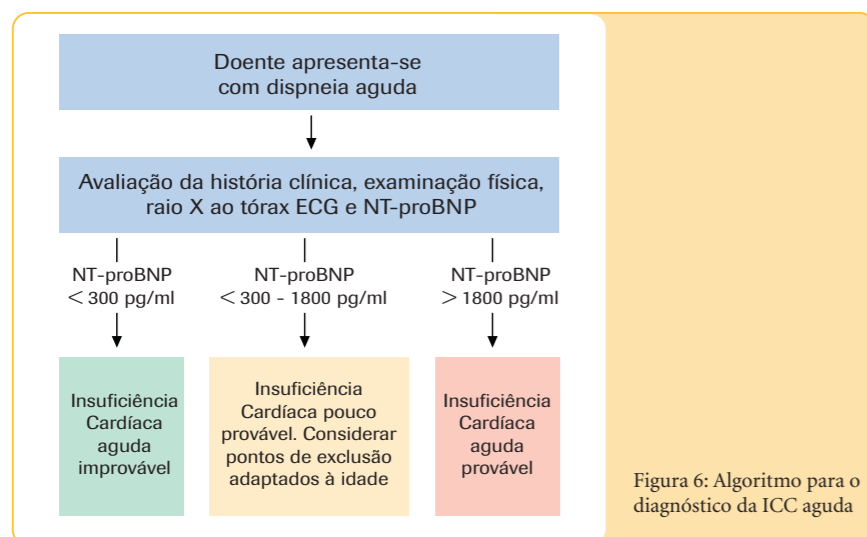 Doente apresenta-se
com dispneia aguda
Avaliação da história clínica, examinação física,
raio X ao tórax ECG e NT-proBNP
NT-proBNP
< 300 pg/ml
NT-proBNP
< 300 - 1800 pg/ml
NT-proBNP
> 1800 pg/ml
Insuficiência
Cardíaca
aguda
improvável
Insuficiência
Cardíaca pouco
provável. Considerar
pontos de exclusão
adaptados à idade
Insuficiência
Cardíaca
aguda
provável
Figura 6: Algoritmo para o
diagnóstico da ICC aguda